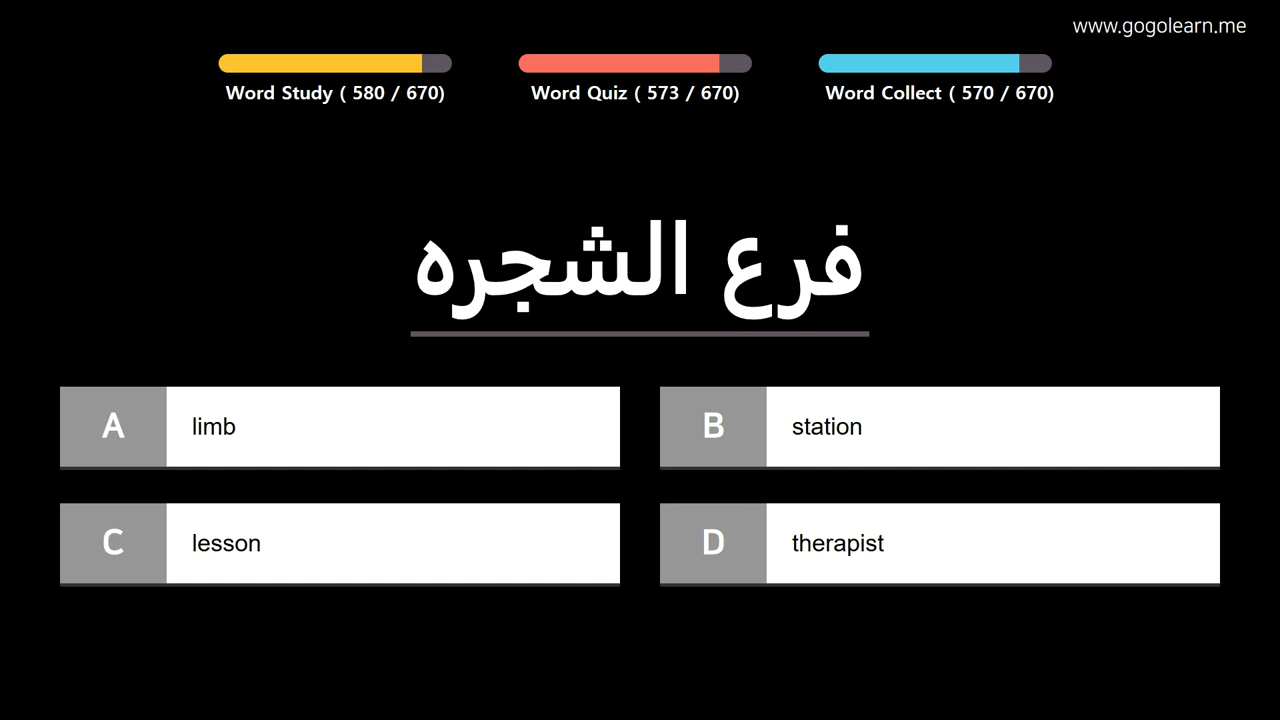 www.gogolearn.me
Word Study ( 580 / 670)
Word Quiz ( 573 / 670)
Word Collect ( 570 / 670)
فرع الشجره
A limb
B station
C lesson
D therapist